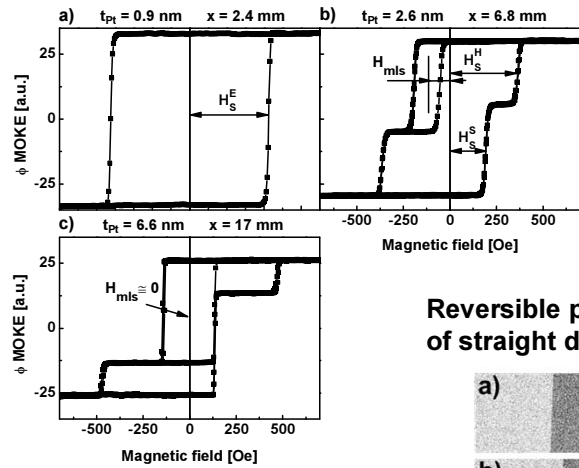 a) t_Pt = 0.9 nm x = 2.4 mm
b) t_Pt = 2.6 nm x = 6.8 mm
ϕ MOKE [a.u.]
25
0
-25
H_S^E
H_mls
H_S^H
H_S^S
-500 0 500
Magnetic field [Oe]
c) t_Pt = 6.6 nm x = 17 mm
ϕ MOKE [a.u.]
25
0
-25
H_mls ≅ 0
-500 -250 0 250 500
Magnetic field [Oe]
Reversible p
of straight d
a)